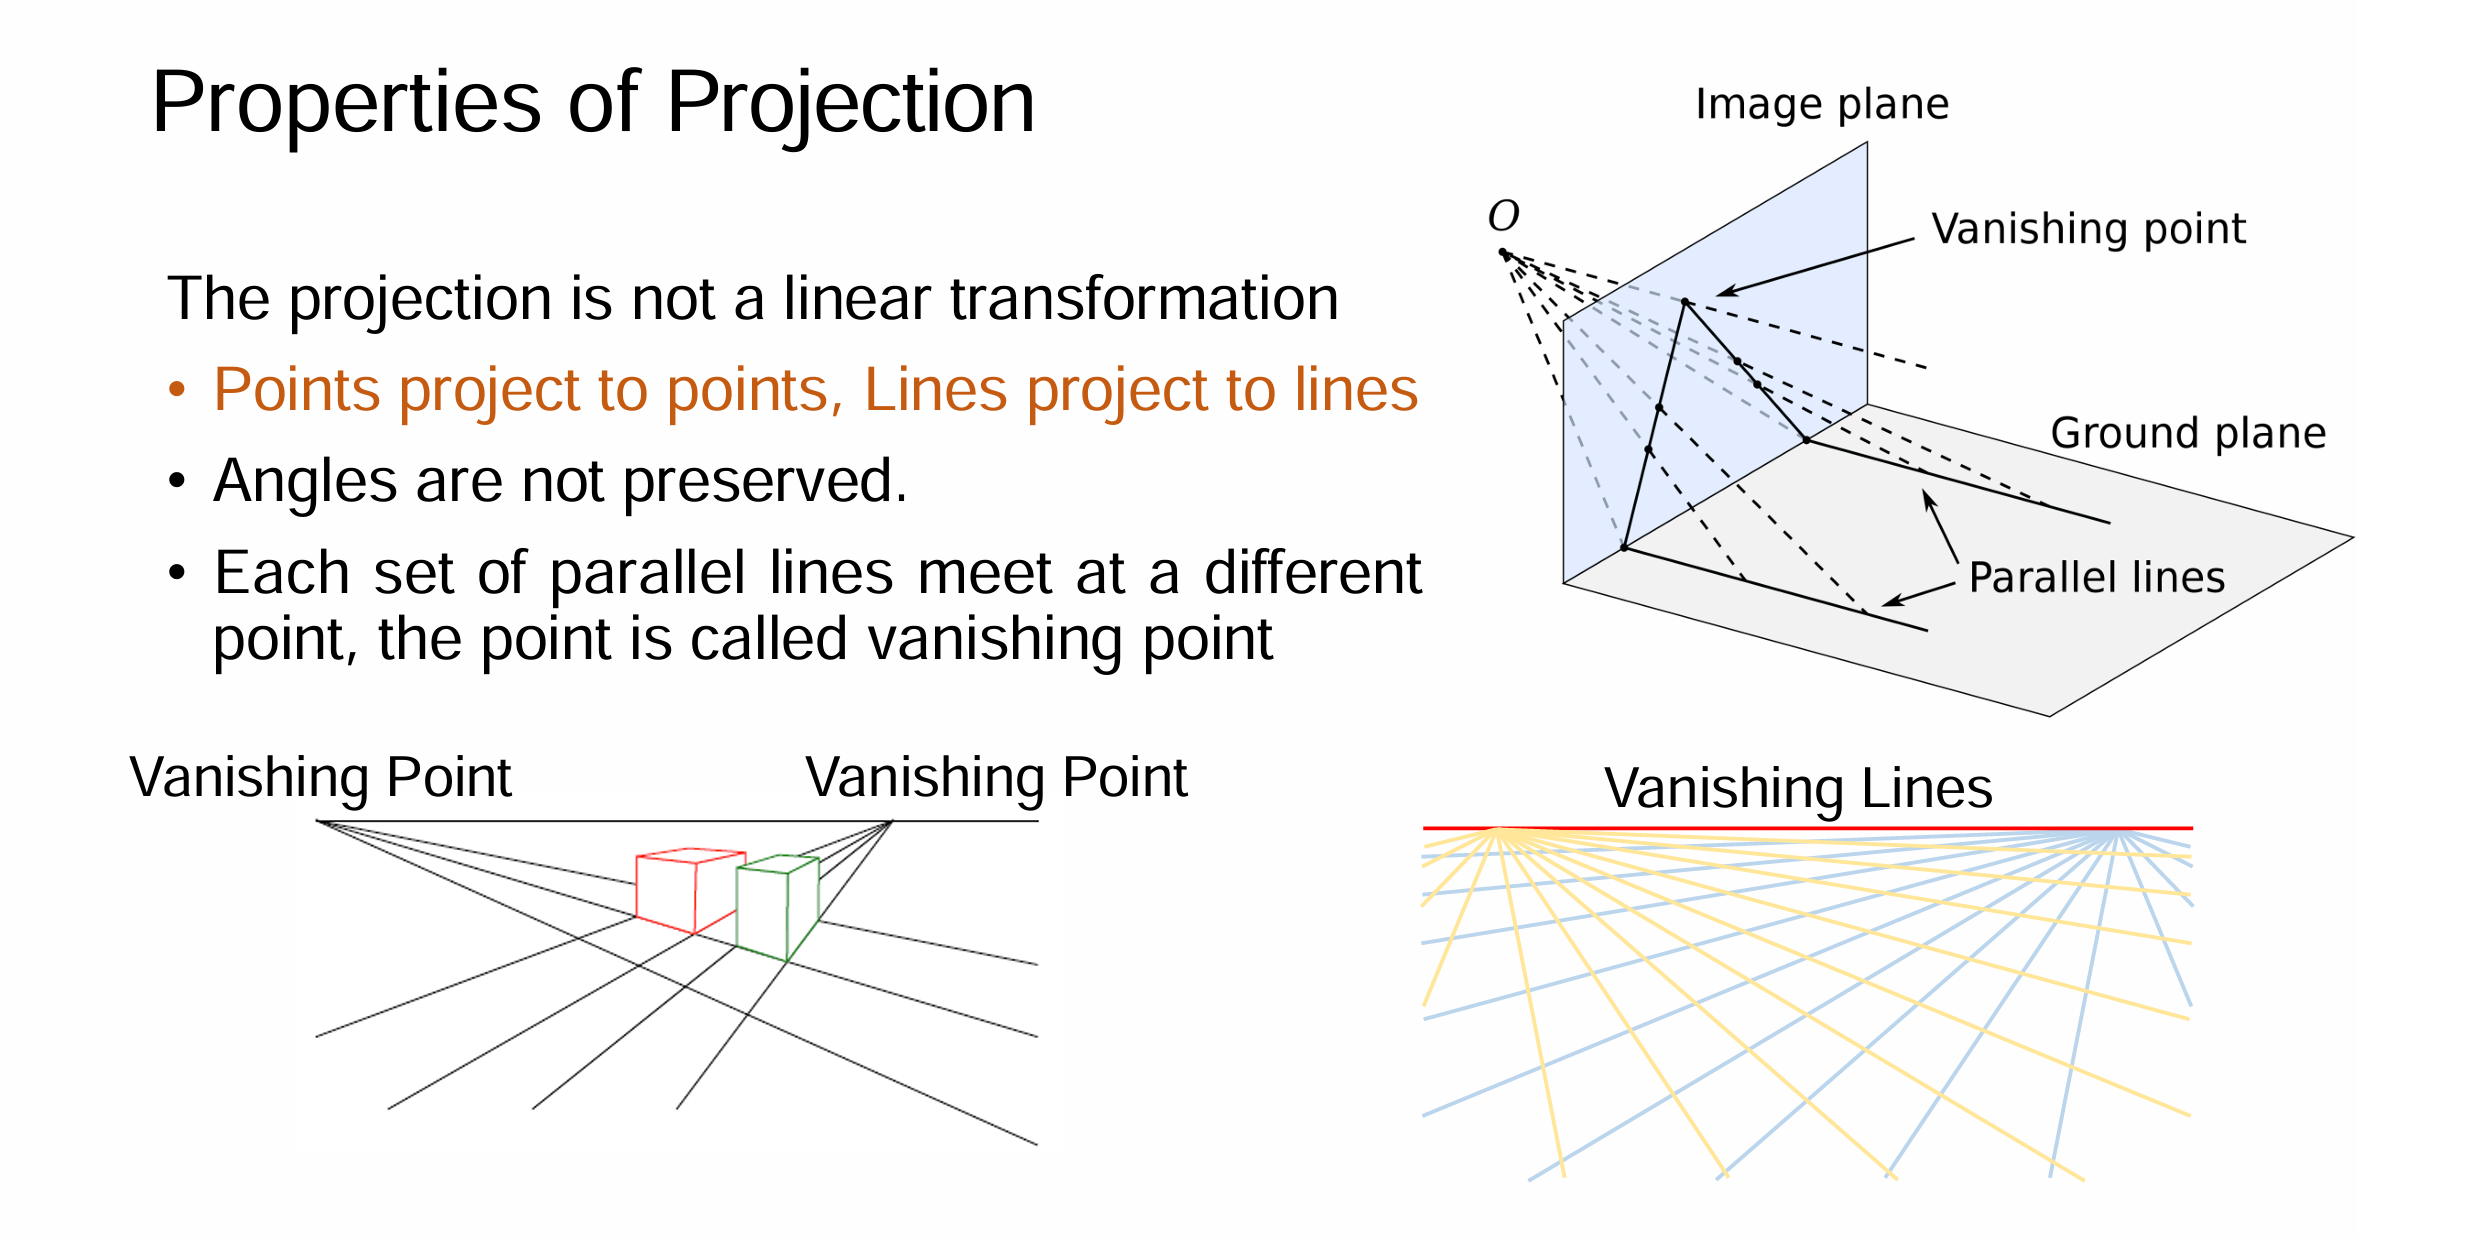 Properties of Projection
The projection is not a linear transformation
• Points project to points, Lines project to lines
• Angles are not preserved.
• Each set of parallel lines meet at a different
point, the point is called vanishing point
Image plane
O
Vanishing point
Ground plane
Parallel lines
Vanishing Point
Vanishing Point
Vanishing Lines